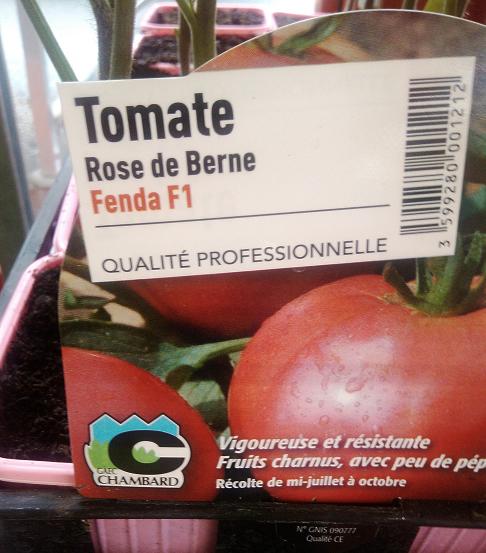 Tomate
Rose de Berne
Fenda F1
QUALITÉ PROFESSIONNELLE
3 599280 001212
GAEC
CHAMBARD
Vigoureuse et résistante
Fruits charnus, avec peu de pép
Récolte de mi-juillet à octobre
N° GNIS 090777
Qualité CE